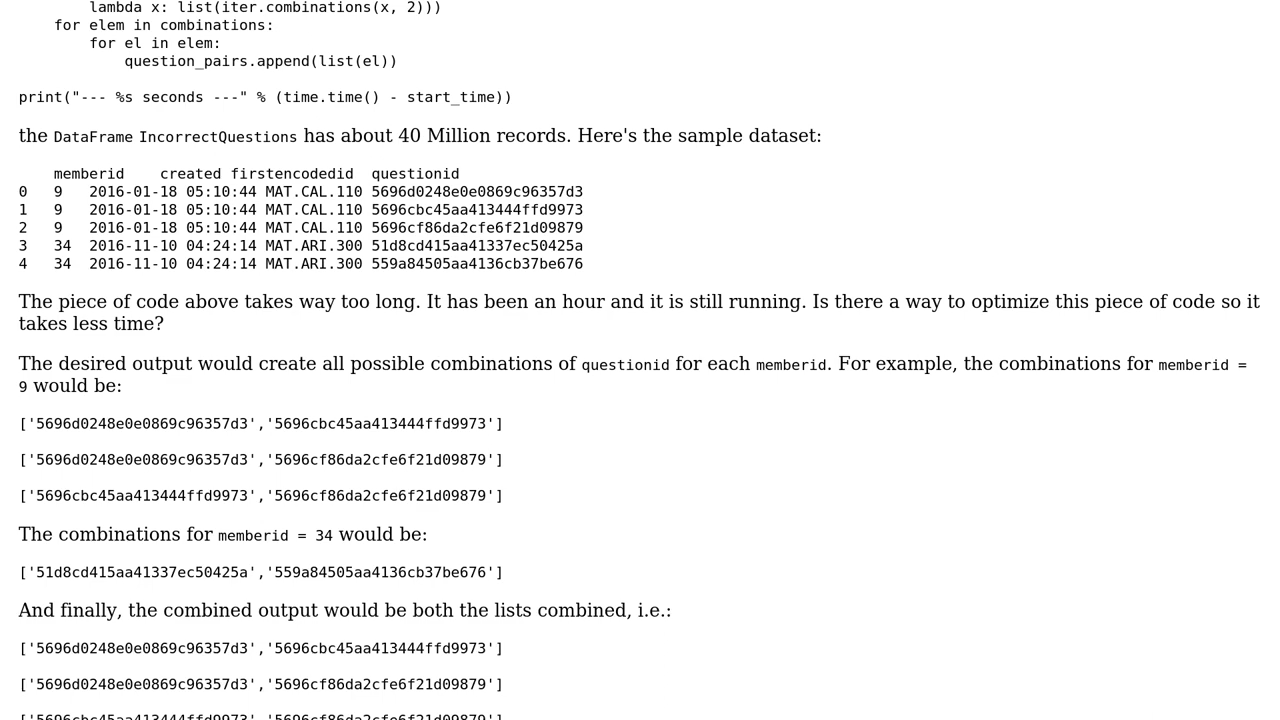 lambda x: list(iter.combinations(x, 2)))
for elem in combinations:
for el in elem:
question_pairs.append(list(el))
print("--- %s seconds ---" % (time.time() - start_time))
the DataFrame IncorrectQuestions has about 40 Million records. Here's the sample dataset:
memberid created firstencodedid questionid
0 9 2016-01-18 05:10:44 MAT.CAL.110 5696d0248e0e0869c96357d3
1 9 2016-01-18 05:10:44 MAT.CAL.110 5696cbc45aa413444ffd9973
2 9 2016-01-18 05:10:44 MAT.CAL.110 5696cf86da2cfe6f21d09879
3 34 2016-11-10 04:24:14 MAT.ARI.300 51d8cd415aa41337ec50425a
4 34 2016-11-10 04:24:14 MAT.ARI.300 559a84505aa4136cb37be676
The piece of code above takes way too long. It has been an hour and it is still running. Is there a way to optimize this piece of code so it
takes less time?
The desired output would create all possible combinations of questionid for each memberid. For example, the combinations for memberid =
9 would be:
['5696d0248e0e0869c96357d3','5696cbc45aa413444ffd9973']
['5696d0248e0e0869c96357d3','5696cf86da2cfe6f21d09879']
['5696cbc45aa413444ffd9973','5696cf86da2cfe6f21d09879']
The combinations for memberid = 34 would be:
['51d8cd415aa41337ec50425a','559a84505aa4136cb37be676']
And finally, the combined output would be both the lists combined, i.e.:
['5696d0248e0e0869c96357d3','5696cbc45aa413444ffd9973']
['5696d0248e0e0869c96357d3','5696cf86da2cfe6f21d09879']
['5696cbc45aa413444ffd9973','5696cf86da2cfe6f21d09879']